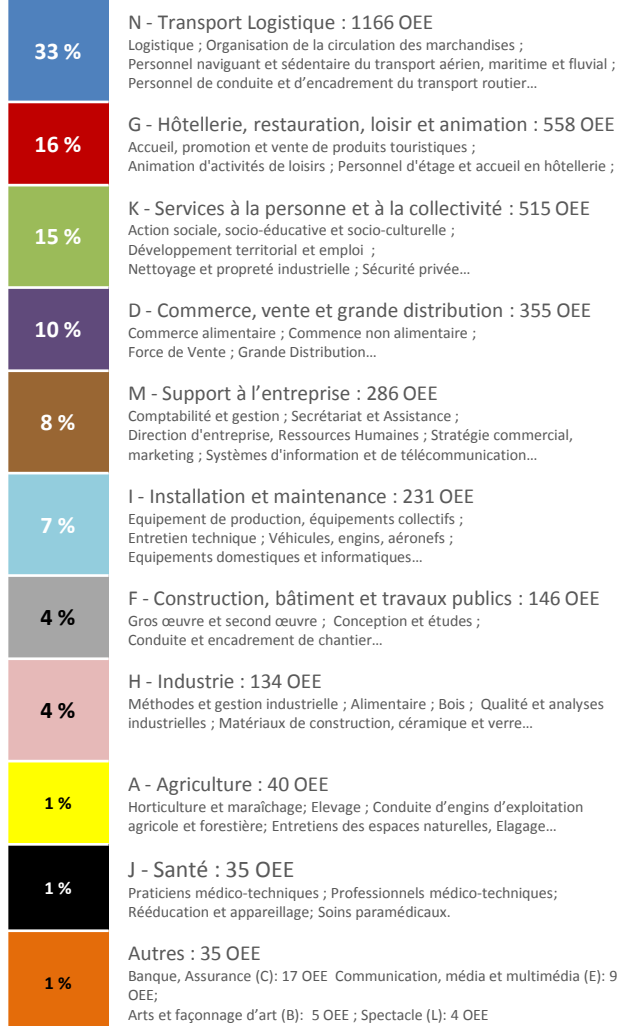 33 %
N - Transport Logistique : 1166 OEE
Logistique ; Organisation de la circulation des marchandises ;
Personnel naviguant et sédentaire du transport aérien, maritime et fluvial ;
Personnel de conduite et d’encadrement du transport routier…
16 %
G - Hôtellerie, restauration, loisir et animation : 558 OEE
Accueil, promotion et vente de produits touristiques ;
Animation d'activités de loisirs ; Personnel d'étage et accueil en hôtellerie ;
15 %
K - Services à la personne et à la collectivité : 515 OEE
Action sociale, socio-éducative et socio-culturelle ;
Développement territorial et emploi ;
Nettoyage et propreté industrielle ; Sécurité privée…
10 %
D - Commerce, vente et grande distribution : 355 OEE
Commerce alimentaire ; Commence non alimentaire ;
Force de Vente ; Grande Distribution…
8 %
M - Support à l’entreprise : 286 OEE
Comptabilité et gestion ; Secrétariat et Assistance ;
Direction d'entreprise, Ressources Humaines ; Stratégie commercial,
marketing ; Systèmes d'information et de télécommunication…
7 %
I - Installation et maintenance : 231 OEE
Equipement de production, équipements collectifs ;
Entretien technique ; Véhicules, engins, aéronefs ;
Equipements domestiques et informatiques…
4 %
F - Construction, bâtiment et travaux publics : 146 OEE
Gros œuvre et second œuvre ; Conception et études ;
Conduite et encadrement de chantier…
4 %
H - Industrie : 134 OEE
Méthodes et gestion industrielle ; Alimentaire ; Bois ; Qualité et analyses
industrielles ; Matériaux de construction, céramique et verre…
1 %
A - Agriculture : 40 OEE
Horticulture et maraîchage; Elevage ; Conduite d’engins d’exploitation
agricole et forestière; Entretiens des espaces naturelles, Elagage…
1 %
J - Santé : 35 OEE
Praticiens médico-techniques ; Professionnels médico-techniques;
Rééducation et appareillage; Soins paramédicaux.
1 %
Autres : 35 OEE
Banque, Assurance (C): 17 OEE Communication, média et multimédia (E): 9
OEE;
Arts et façonnage d’art (B): 5 OEE ; Spectacle (L): 4 OEE